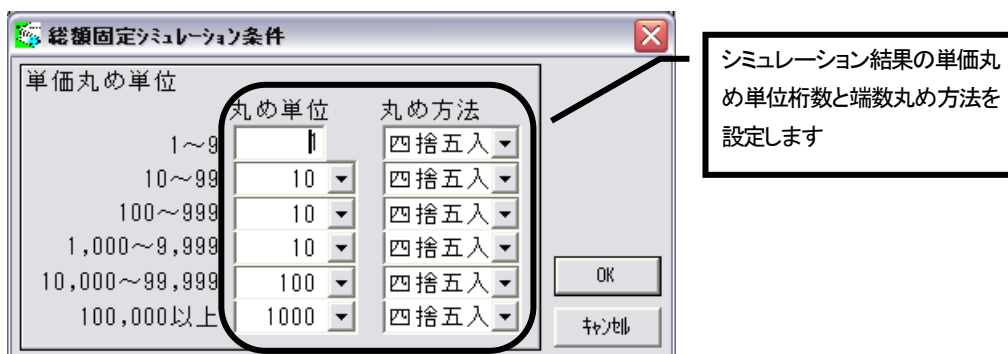 総額固定ｼﾐｭﾚｰｼｮﾝ条件
単価丸め単位
丸め単位 丸め方法
1～9 1 四捨五入
10～99 10 四捨五入
100～999 10 四捨五入
1,000～9,999 10 四捨五入
10,000～99,999 100 四捨五入
100,000以上 1000 四捨五入
OK
ｷｬﾝｾﾙ
シミュレーション結果の単価丸
め単位桁数と端数丸め方法を
設定します